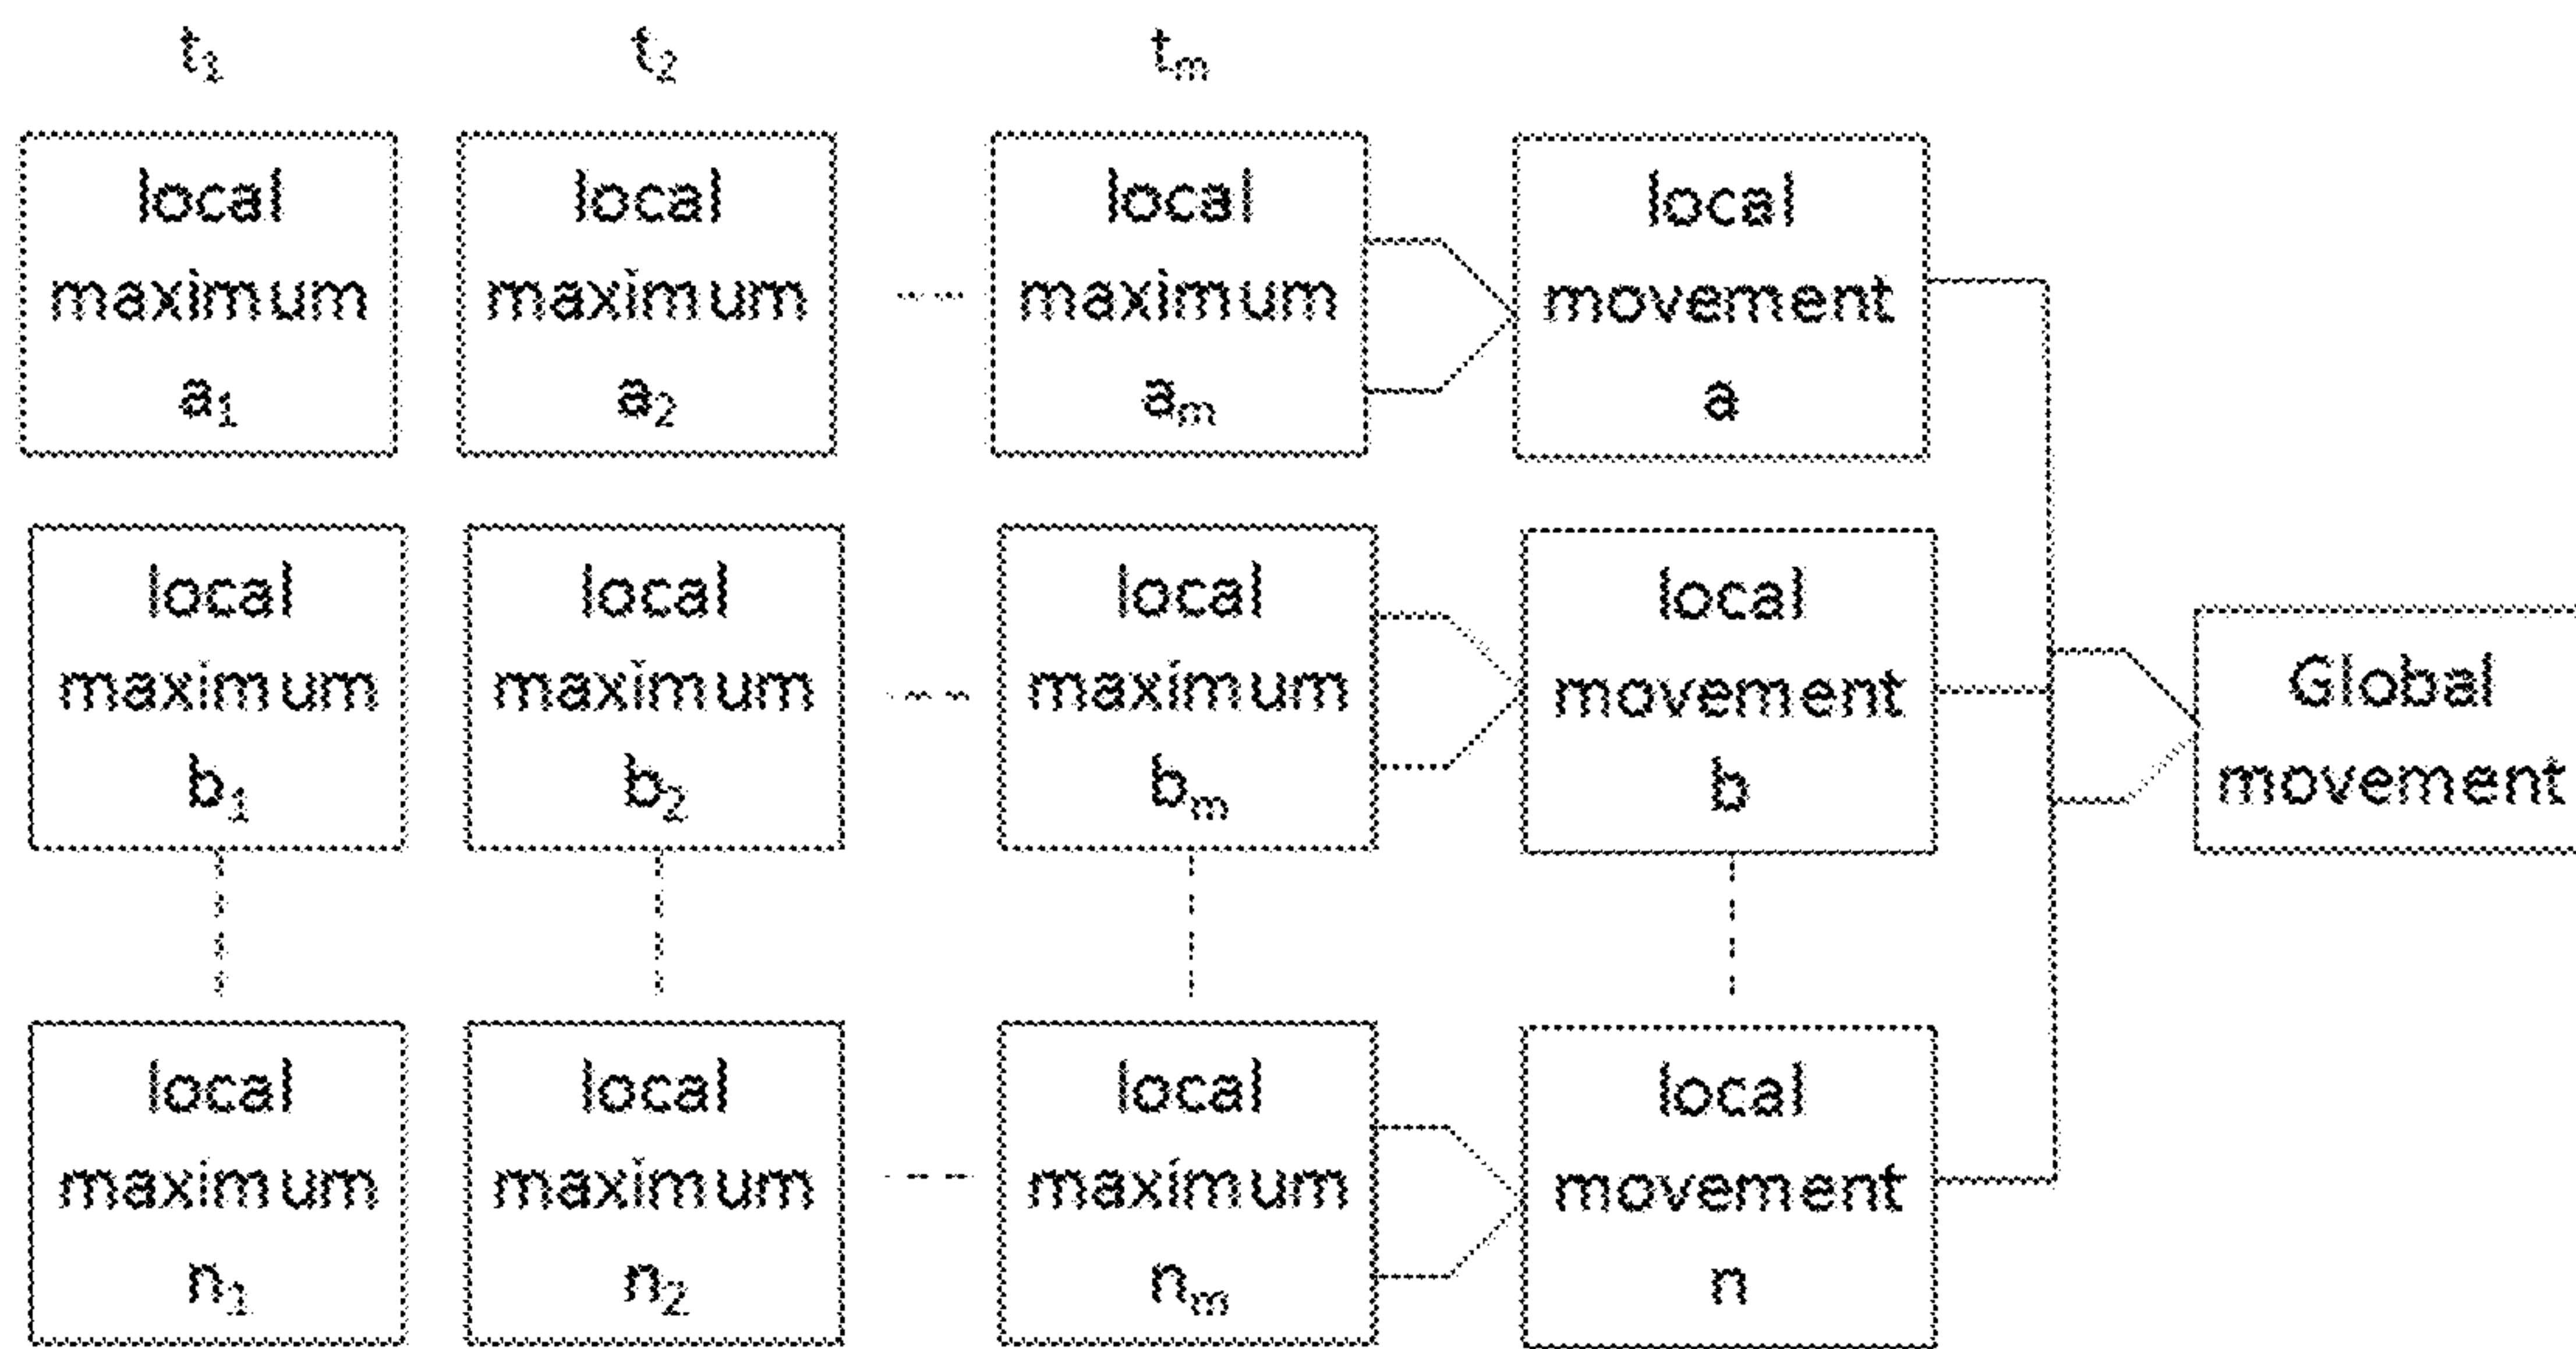 t₁ t₂ tₘ
local
maximum
a₁
local
maximum
a₂
local
maximum
aₘ
local
movement
a
local
maximum
b₁
local
maximum
b₂
local
maximum
bₘ
local
movement
b
Global
movement
local
maximum
n₁
local
maximum
n₂
local
maximum
nₘ
local
movement
n